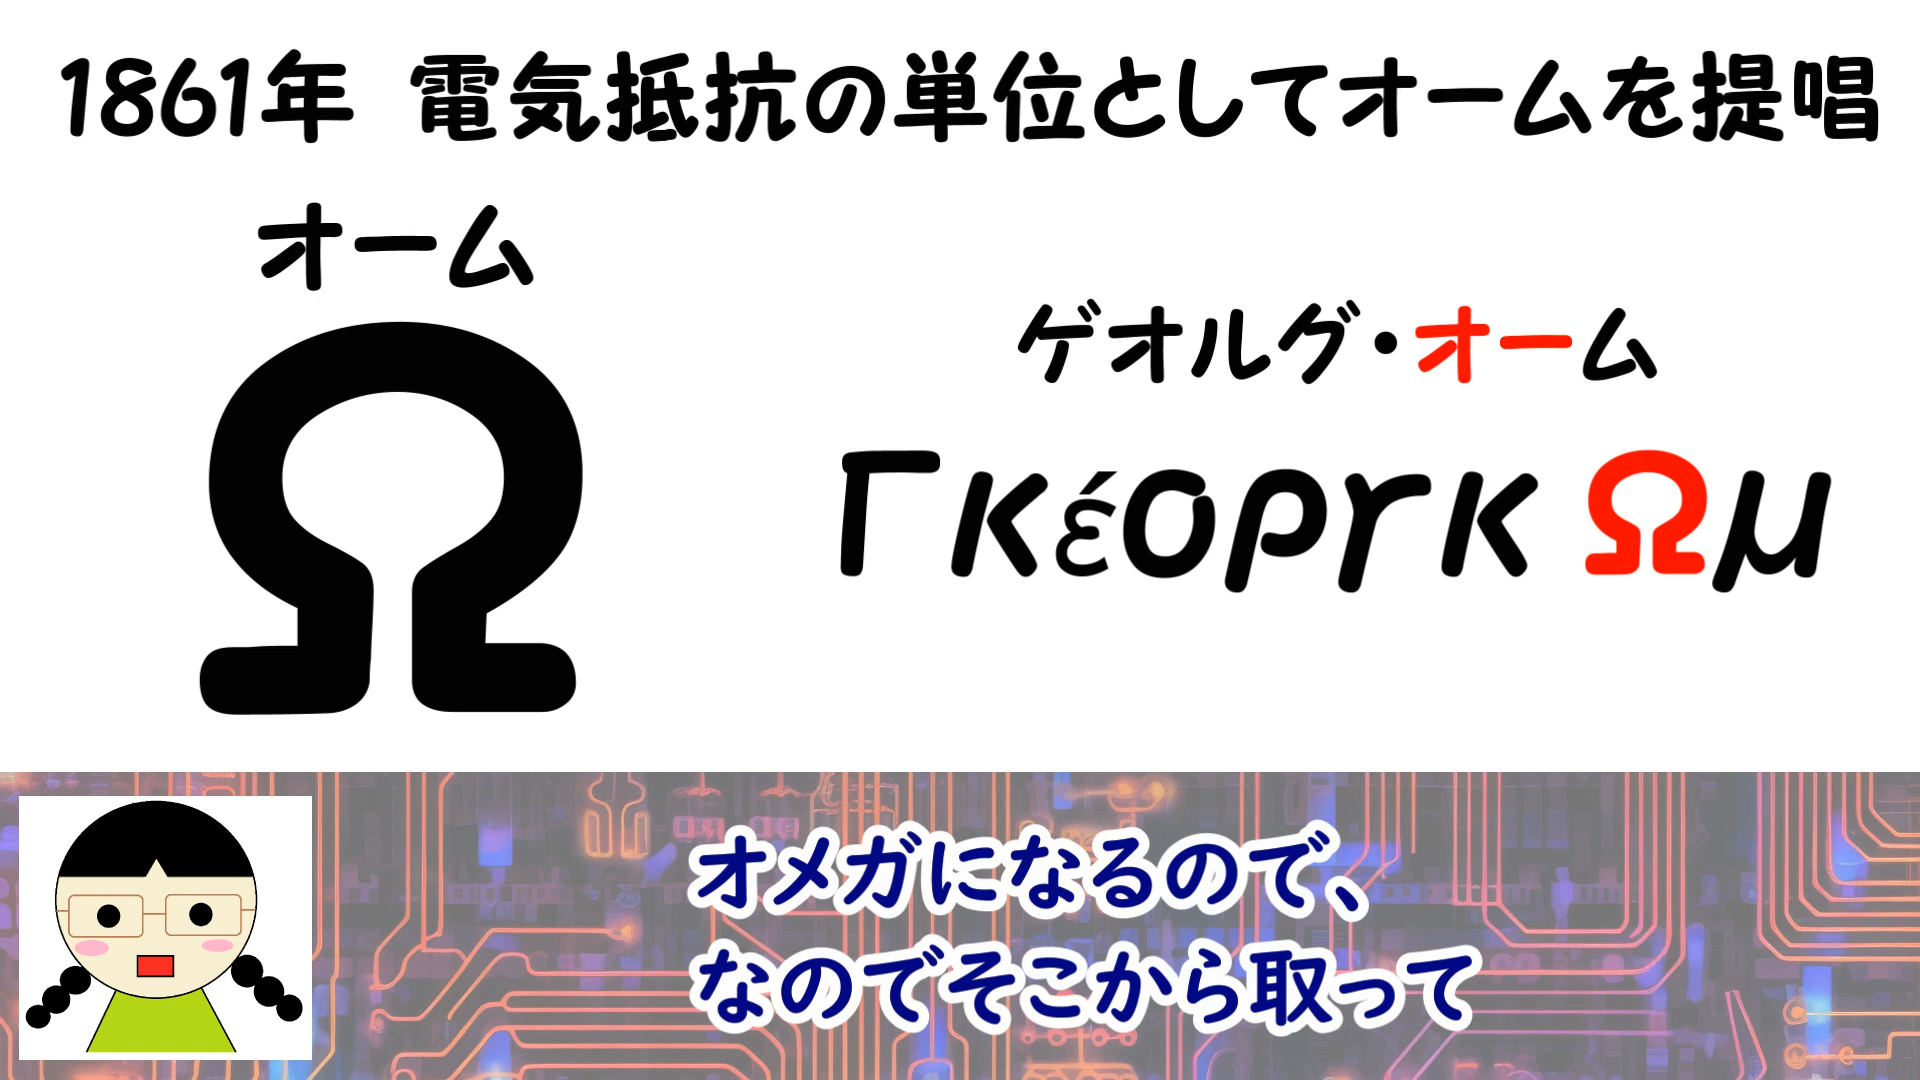 1861年 電気抵抗の単位としてオームを提唱
オーム
Ω
ゲオルグ・オーム
Γκέοργκ Ωμ
オメガになるので、
なのでそこから取って